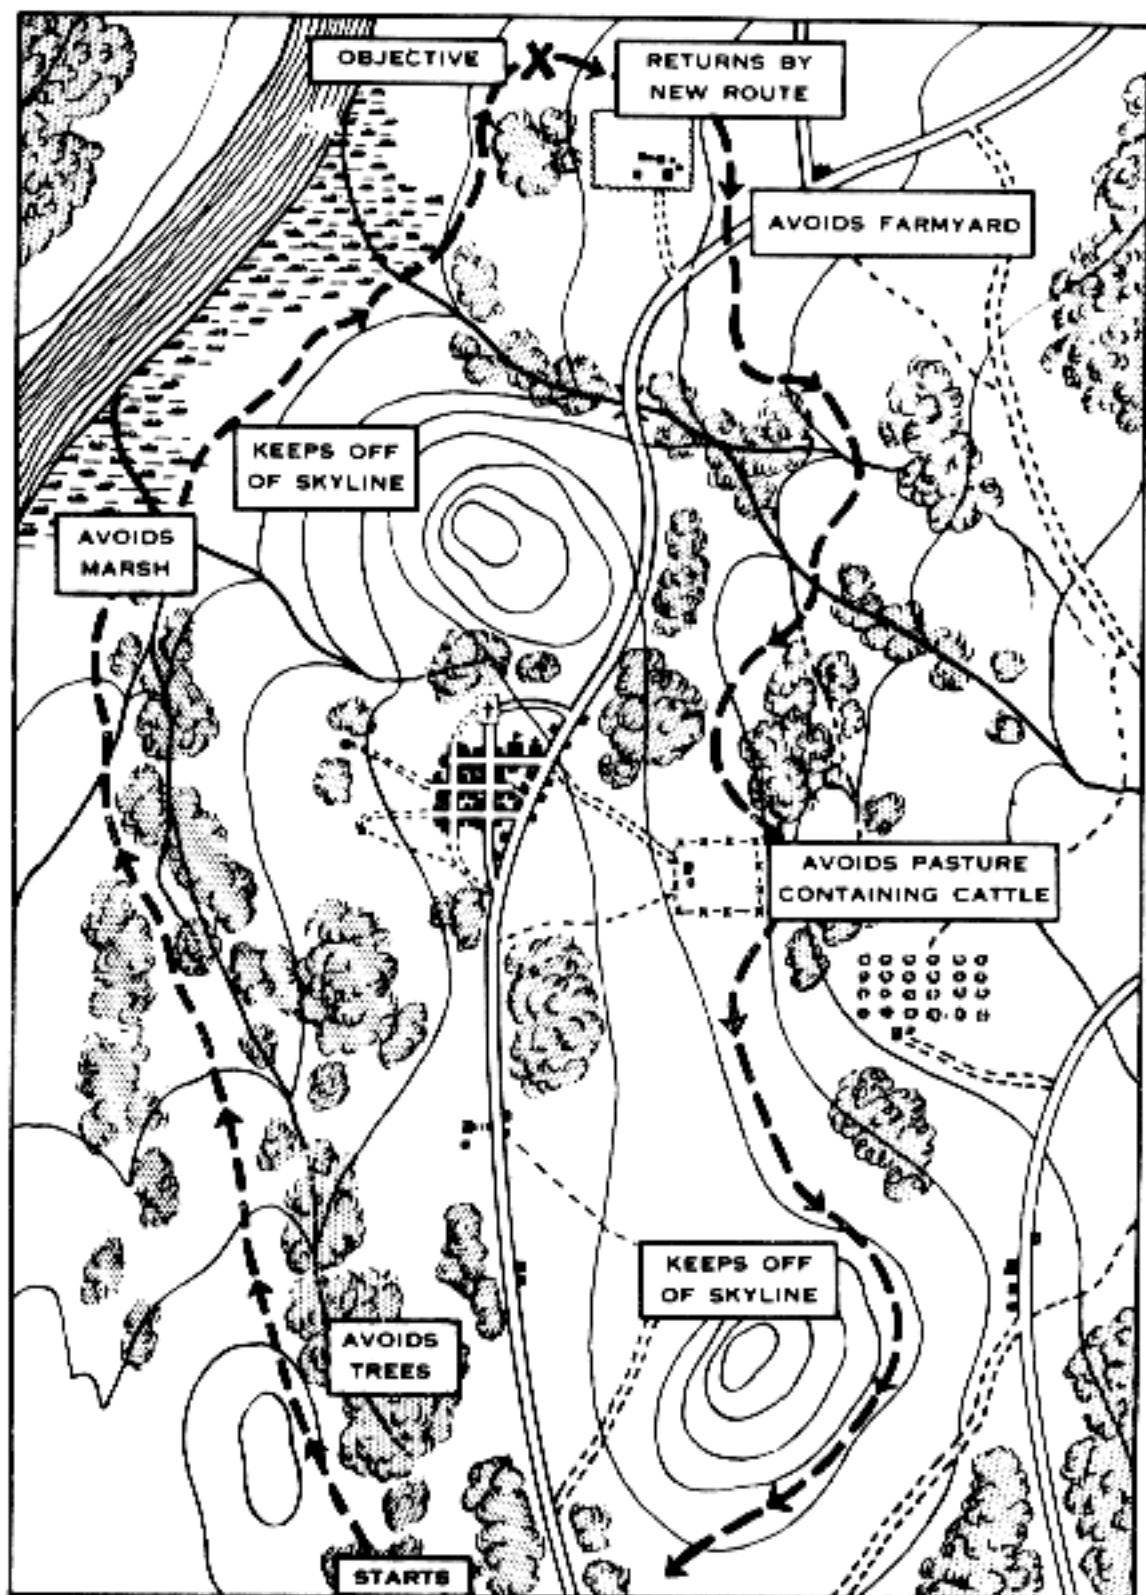 OBJECTIVE
RETURNS BY
NEW ROUTE
AVOIDS FARMYARD
KEEPS OFF
OF SKYLINE
AVOIDS
MARSH
AVOIDS PASTURE
CONTAINING CATTLE
KEEPS OFF
OF SKYLINE
AVOIDS
TREES
STARTS